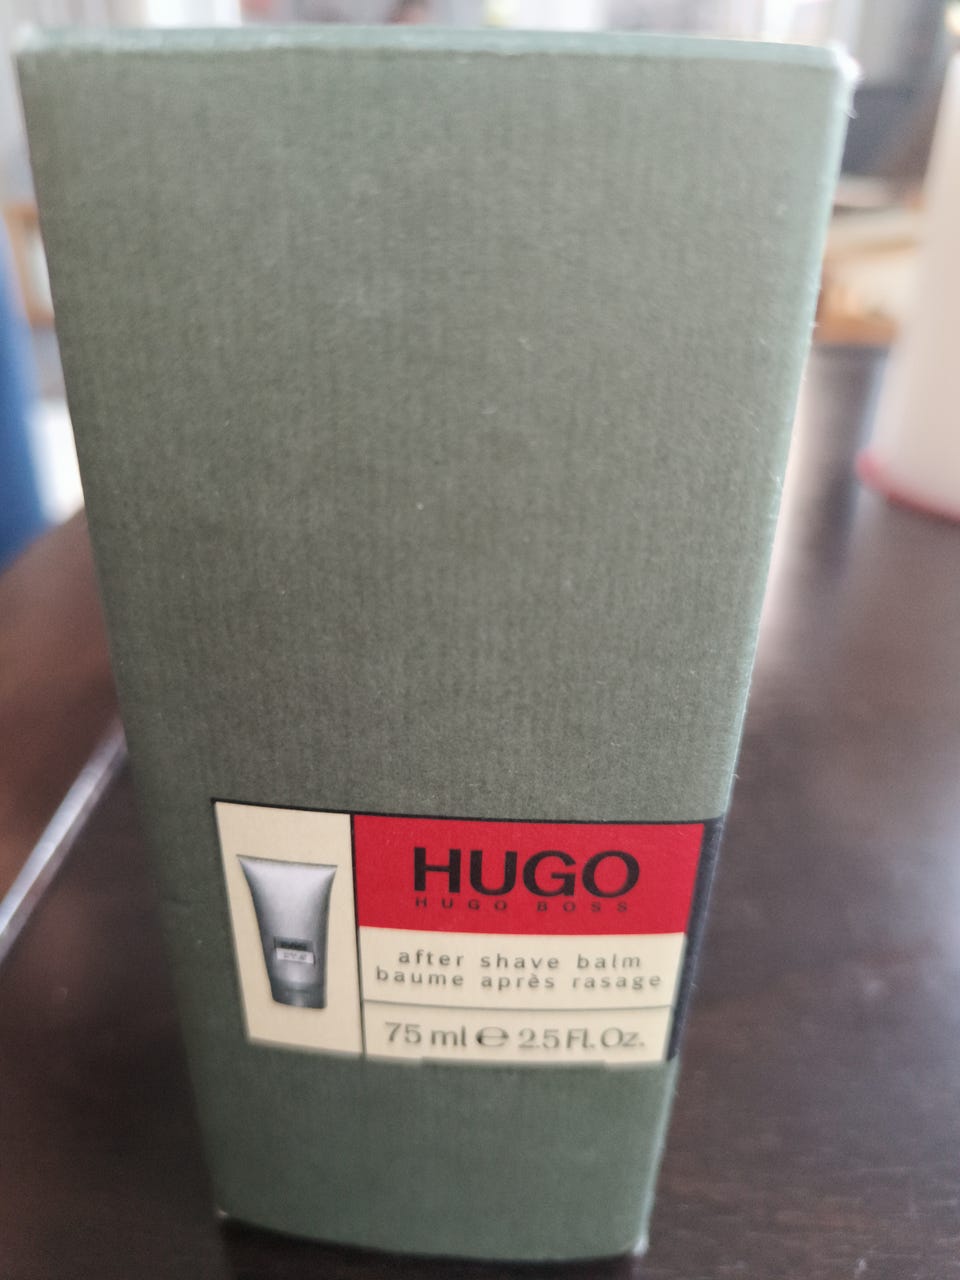 HUGO
HUGO BOSS
after shave balm
baume après rasage
75 ml ℮ 2.5 Fl. Oz.